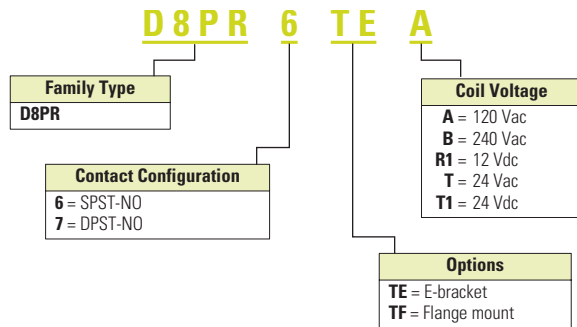 D8PR 6 TE A
Family Type
D8PR
Contact Configuration
6 = SPST-NO
7 = DPST-NO
Coil Voltage
A = 120 Vac
B = 240 Vac
R1 = 12 Vdc
T = 24 Vac
T1 = 24 Vdc
Options
TE = E-bracket
TF = Flange mount